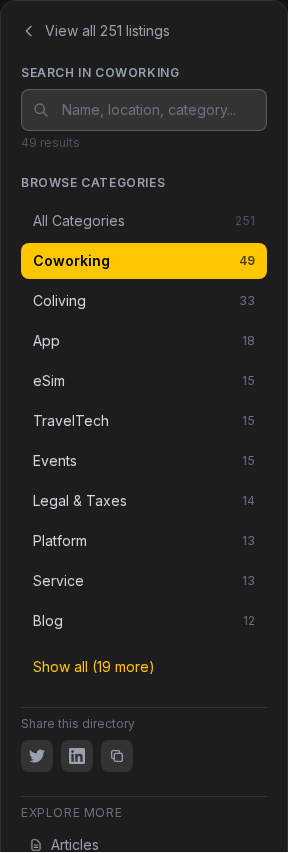 View all 251 listings
SEARCH IN COWORKING
Name, location, category...
49 results
BROWSE CATEGORIES
All Categories 251
Coworking 49
Coliving 33
App 18
eSim 15
TravelTech 15
Events 15
Legal & Taxes 14
Platform 13
Service 13
Blog 12
Show all (19 more)
Share this directory
EXPLORE MORE
Articles